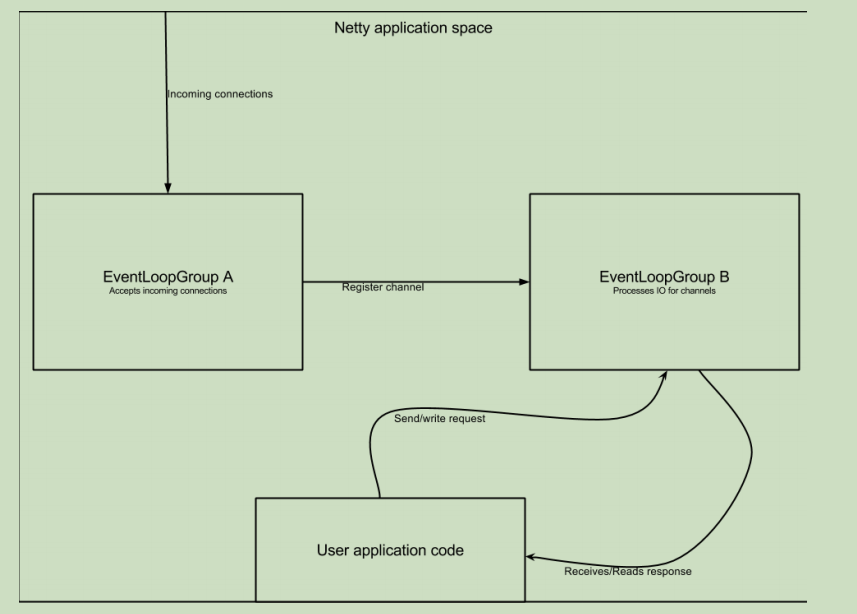 Netty application space
Incoming connections
EventLoopGroup A
Accepts incoming connections
Register channel
EventLoopGroup B
Processes IO for channels
Send/write request
User application code
Receives/Reads response